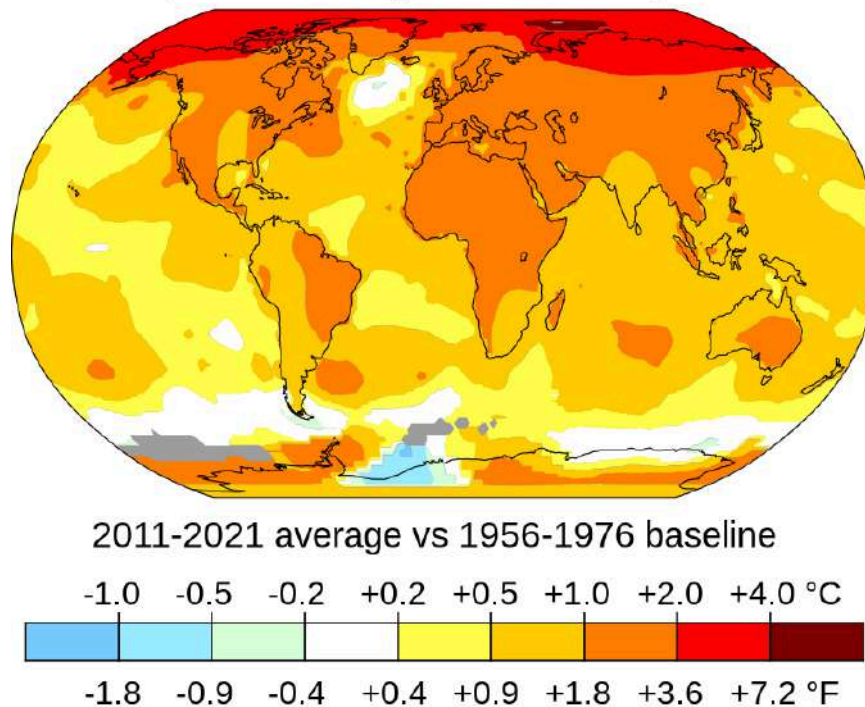 2011-2021 average vs 1956-1976 baseline
-1.0 -0.5 -0.2 +0.2 +0.5 +1.0 +2.0 +4.0 °C
-1.8 -0.9 -0.4 +0.4 +0.9 +1.8 +3.6 +7.2 °F